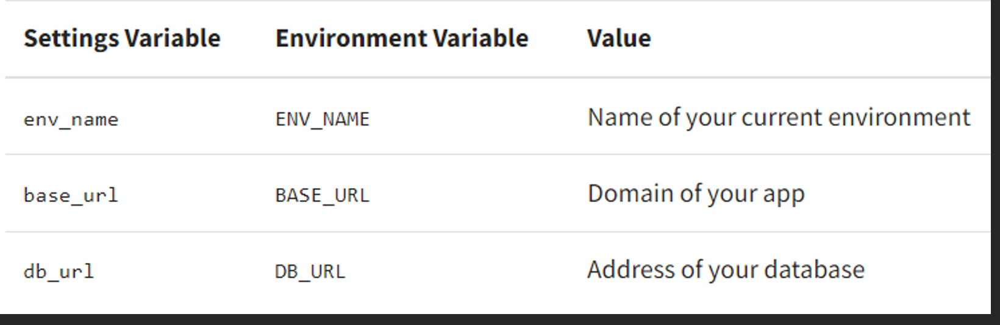 Settings Variable Environment Variable Value
env_name ENV_NAME Name of your current environment
base_url BASE_URL Domain of your app
db_url DB_URL Address of your database